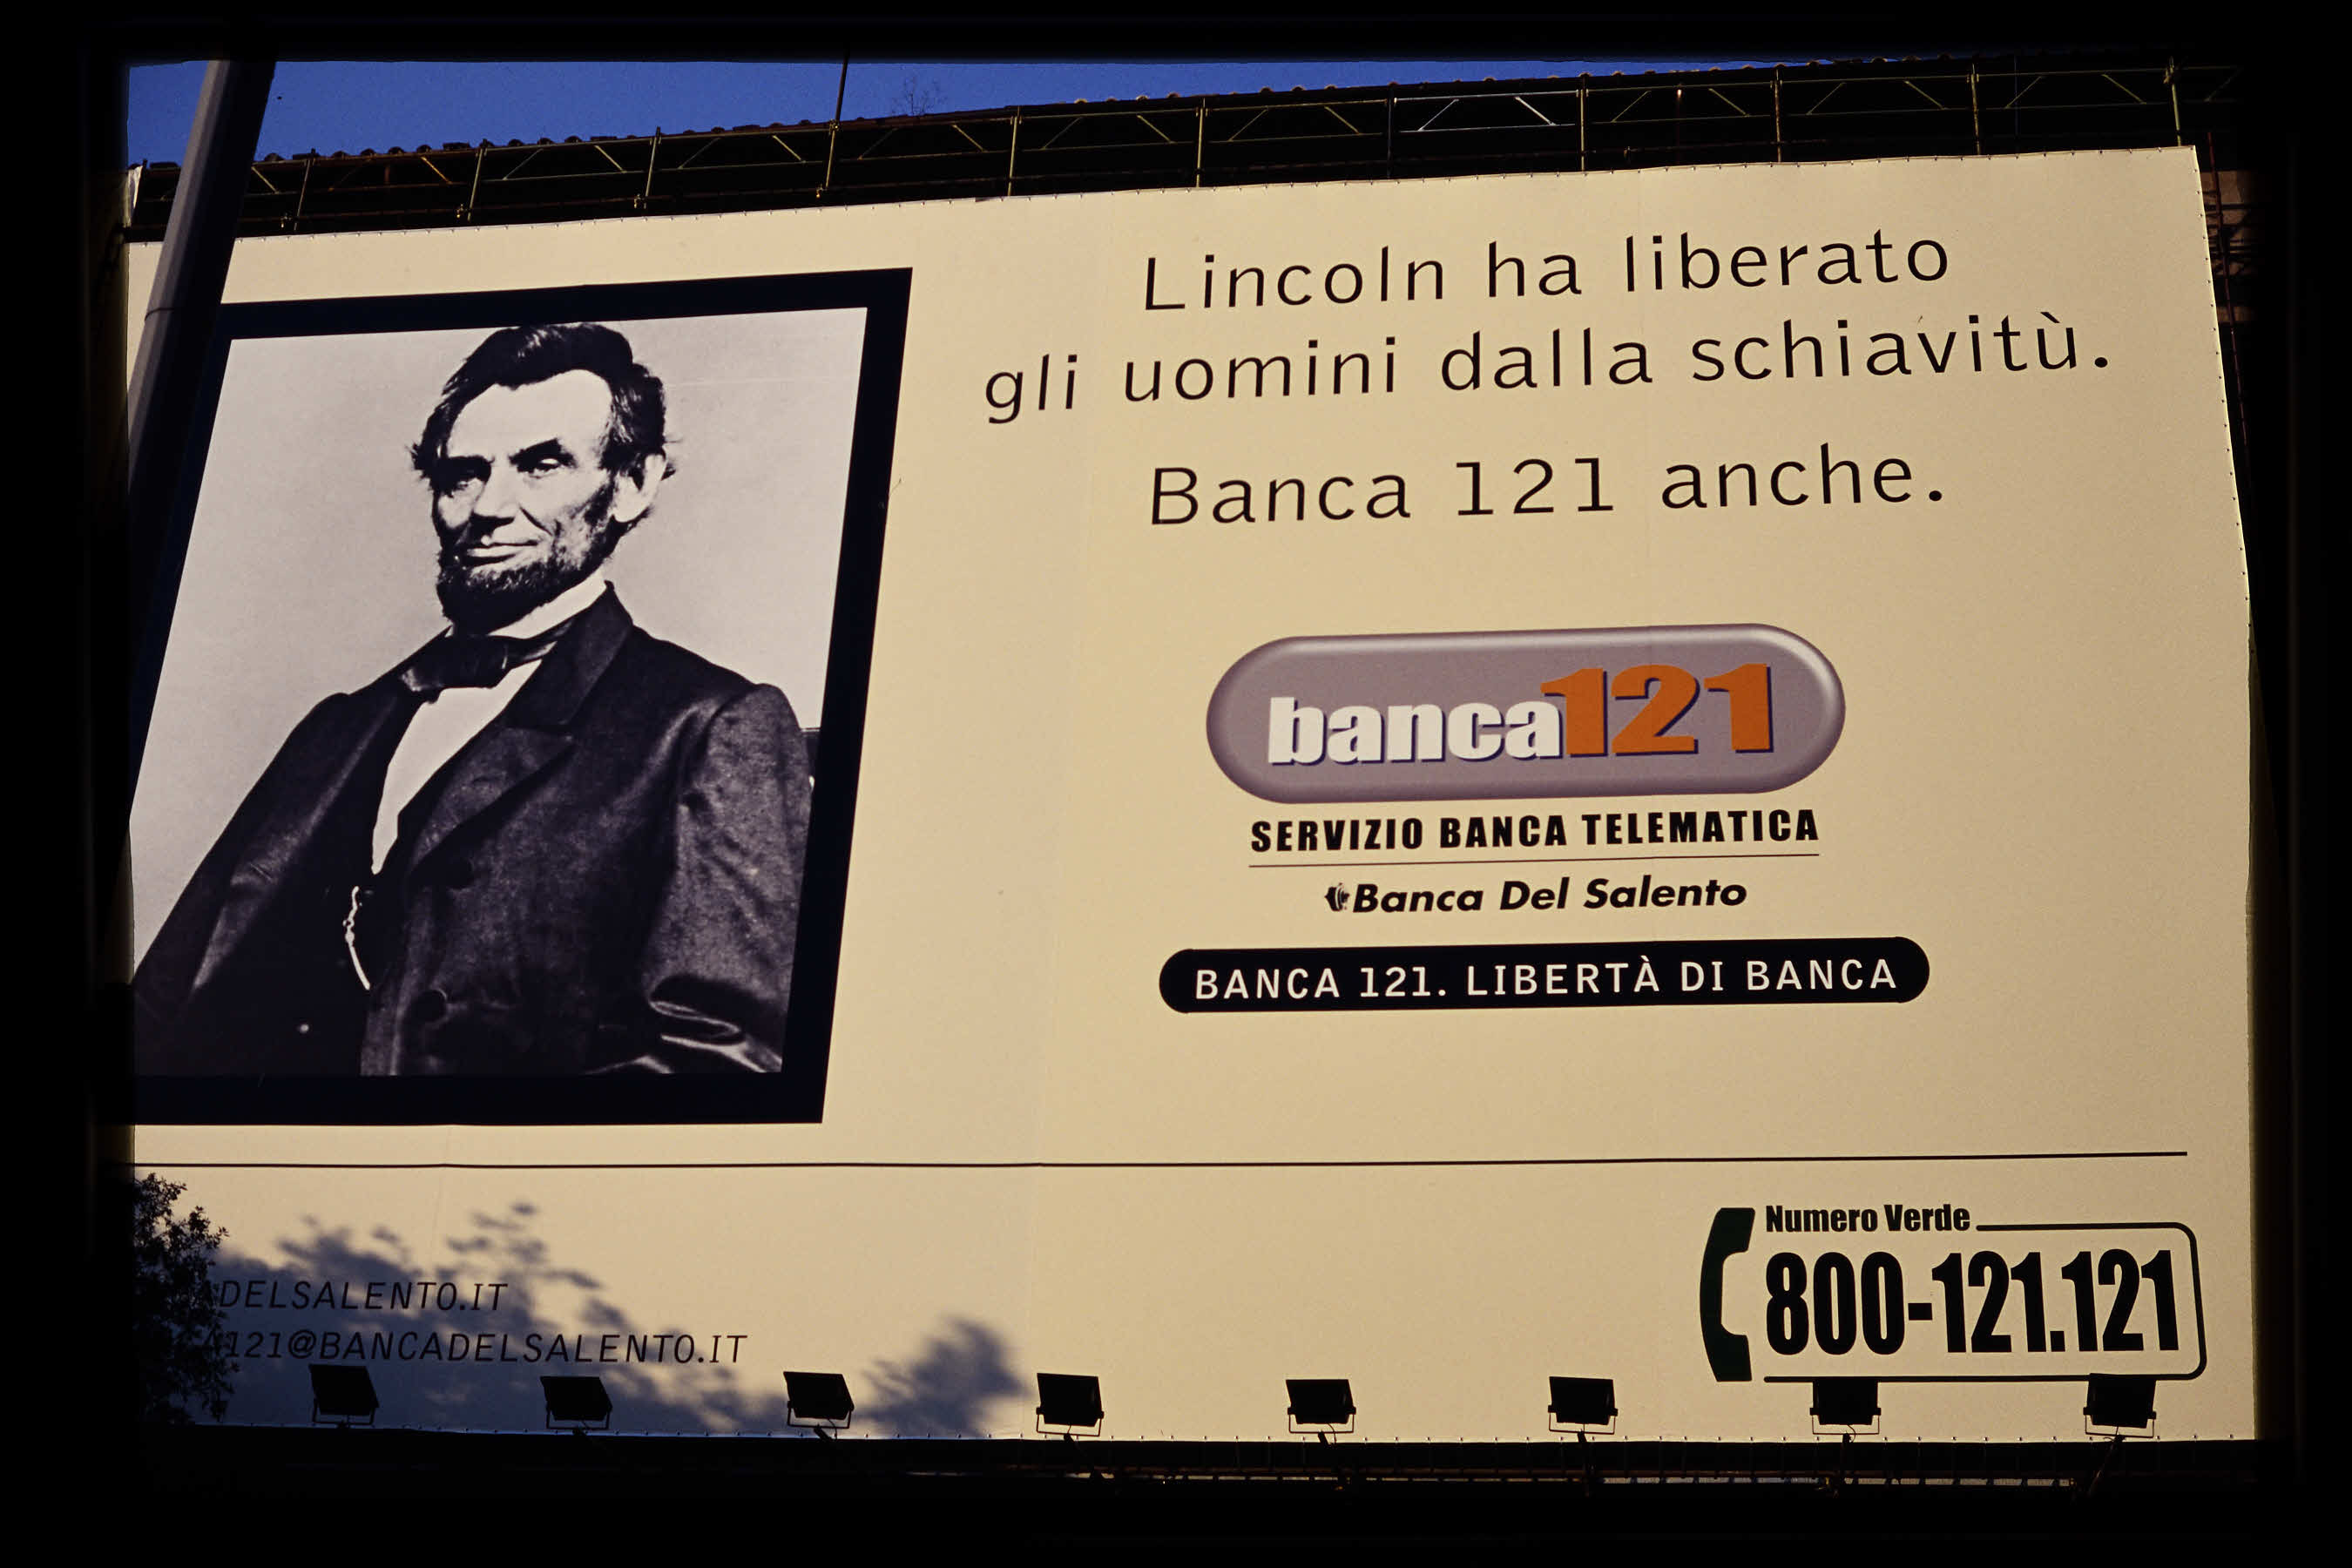 Lincoln ha liberato
gli uomini dalla schiavitù.
Banca 121 anche.
banca121
SERVIZIO BANCA TELEMATICA
Banca Del Salento
BANCA 121. LIBERTÀ DI BANCA
DELSALENTO.IT
121@BANCADELSALENTO.IT
Numero Verde
800-121.121